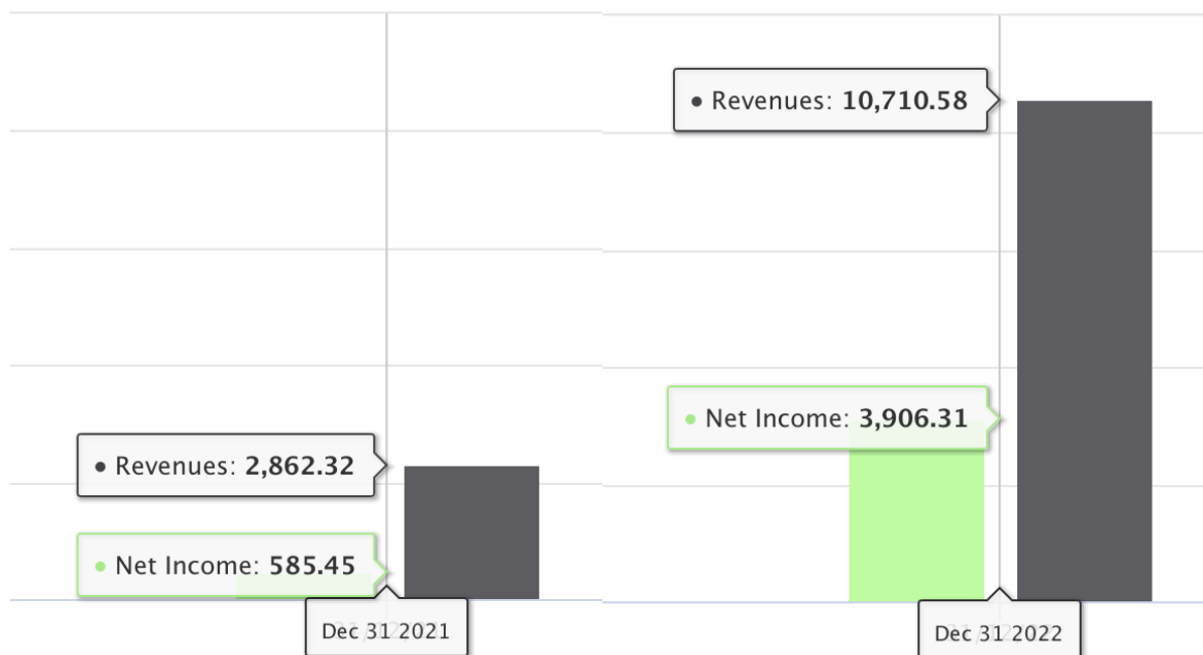 ● Revenues: 2,862.32
● Net Income: 585.45
Dec 31 2021
● Revenues: 10,710.58
● Net Income: 3,906.31
Dec 31 2022